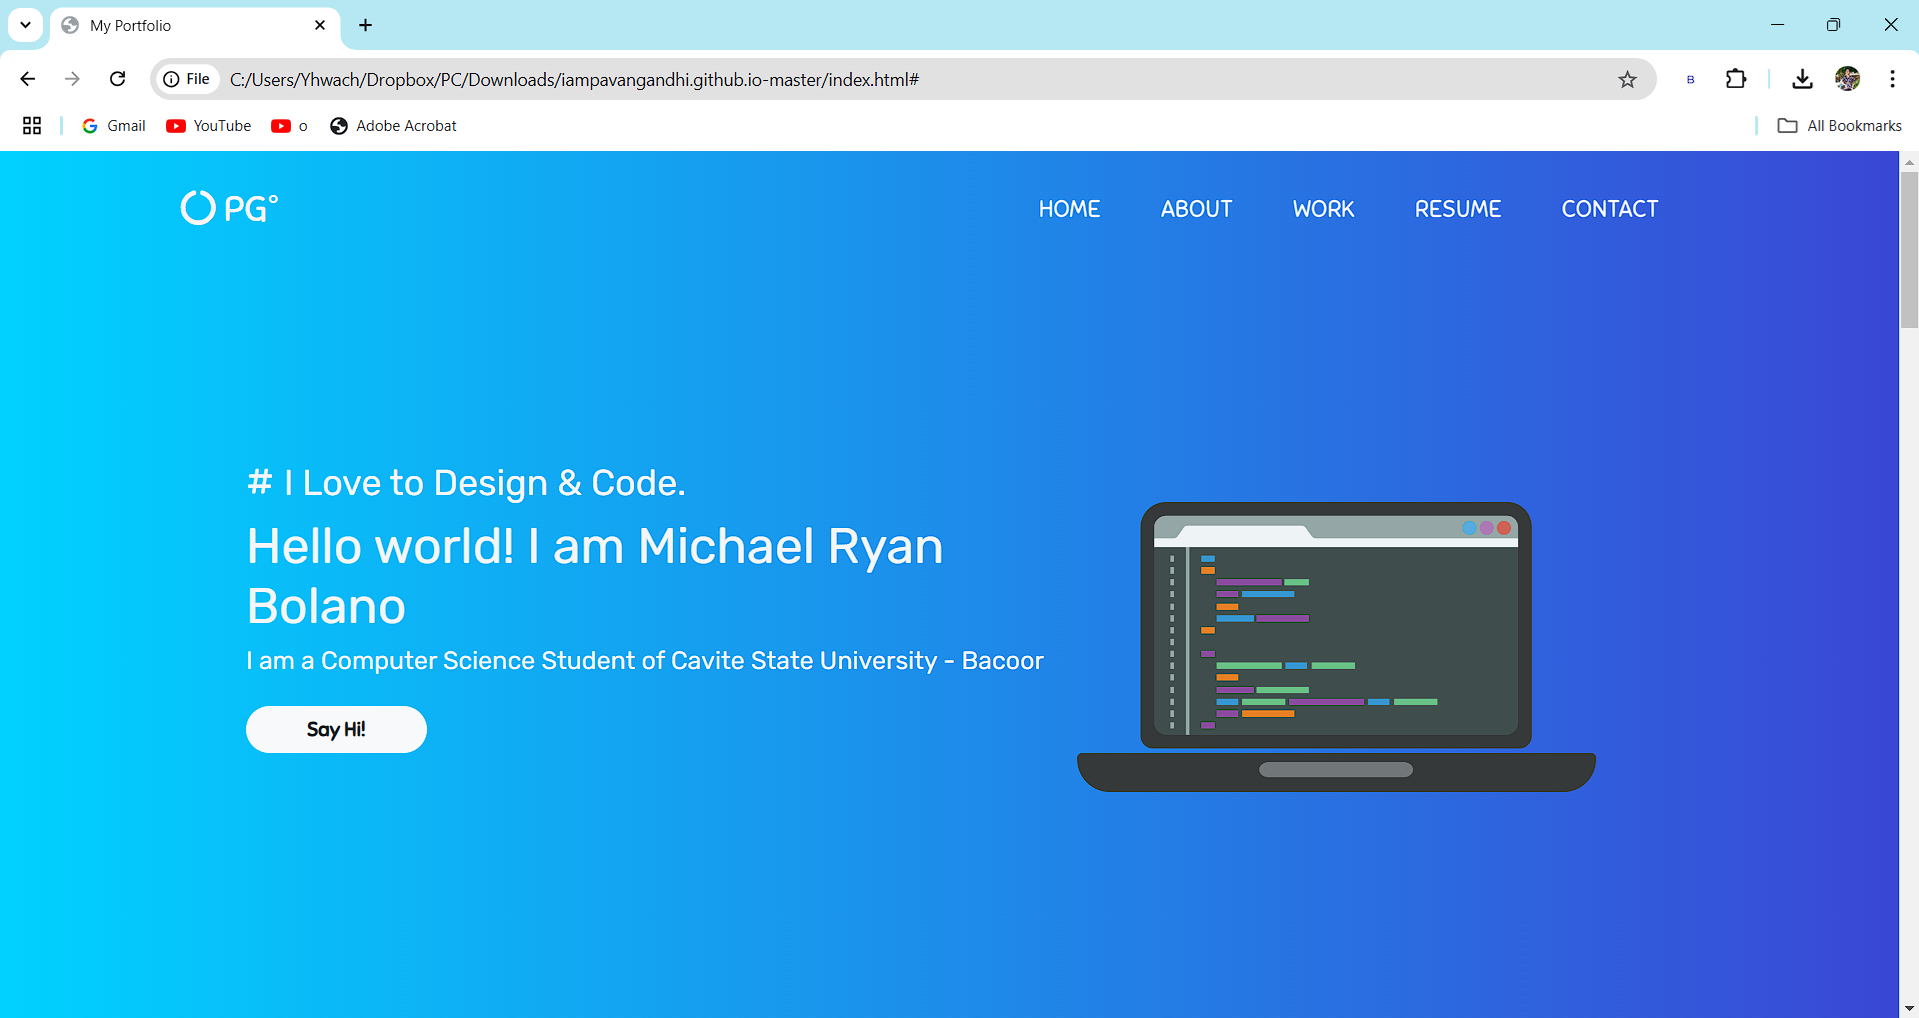 My Portfolio
File C:/Users/Yhwach/Dropbox/PC/Downloads/iampavangandhi.github.io-master/index.html# B
Gmail YouTube o Adobe Acrobat All Bookmarks
PG° HOME ABOUT WORK RESUME CONTACT
# I Love to Design & Code.
Hello world! I am Michael Ryan
Bolano
I am a Computer Science Student of Cavite State University - Bacoor
Say Hi!